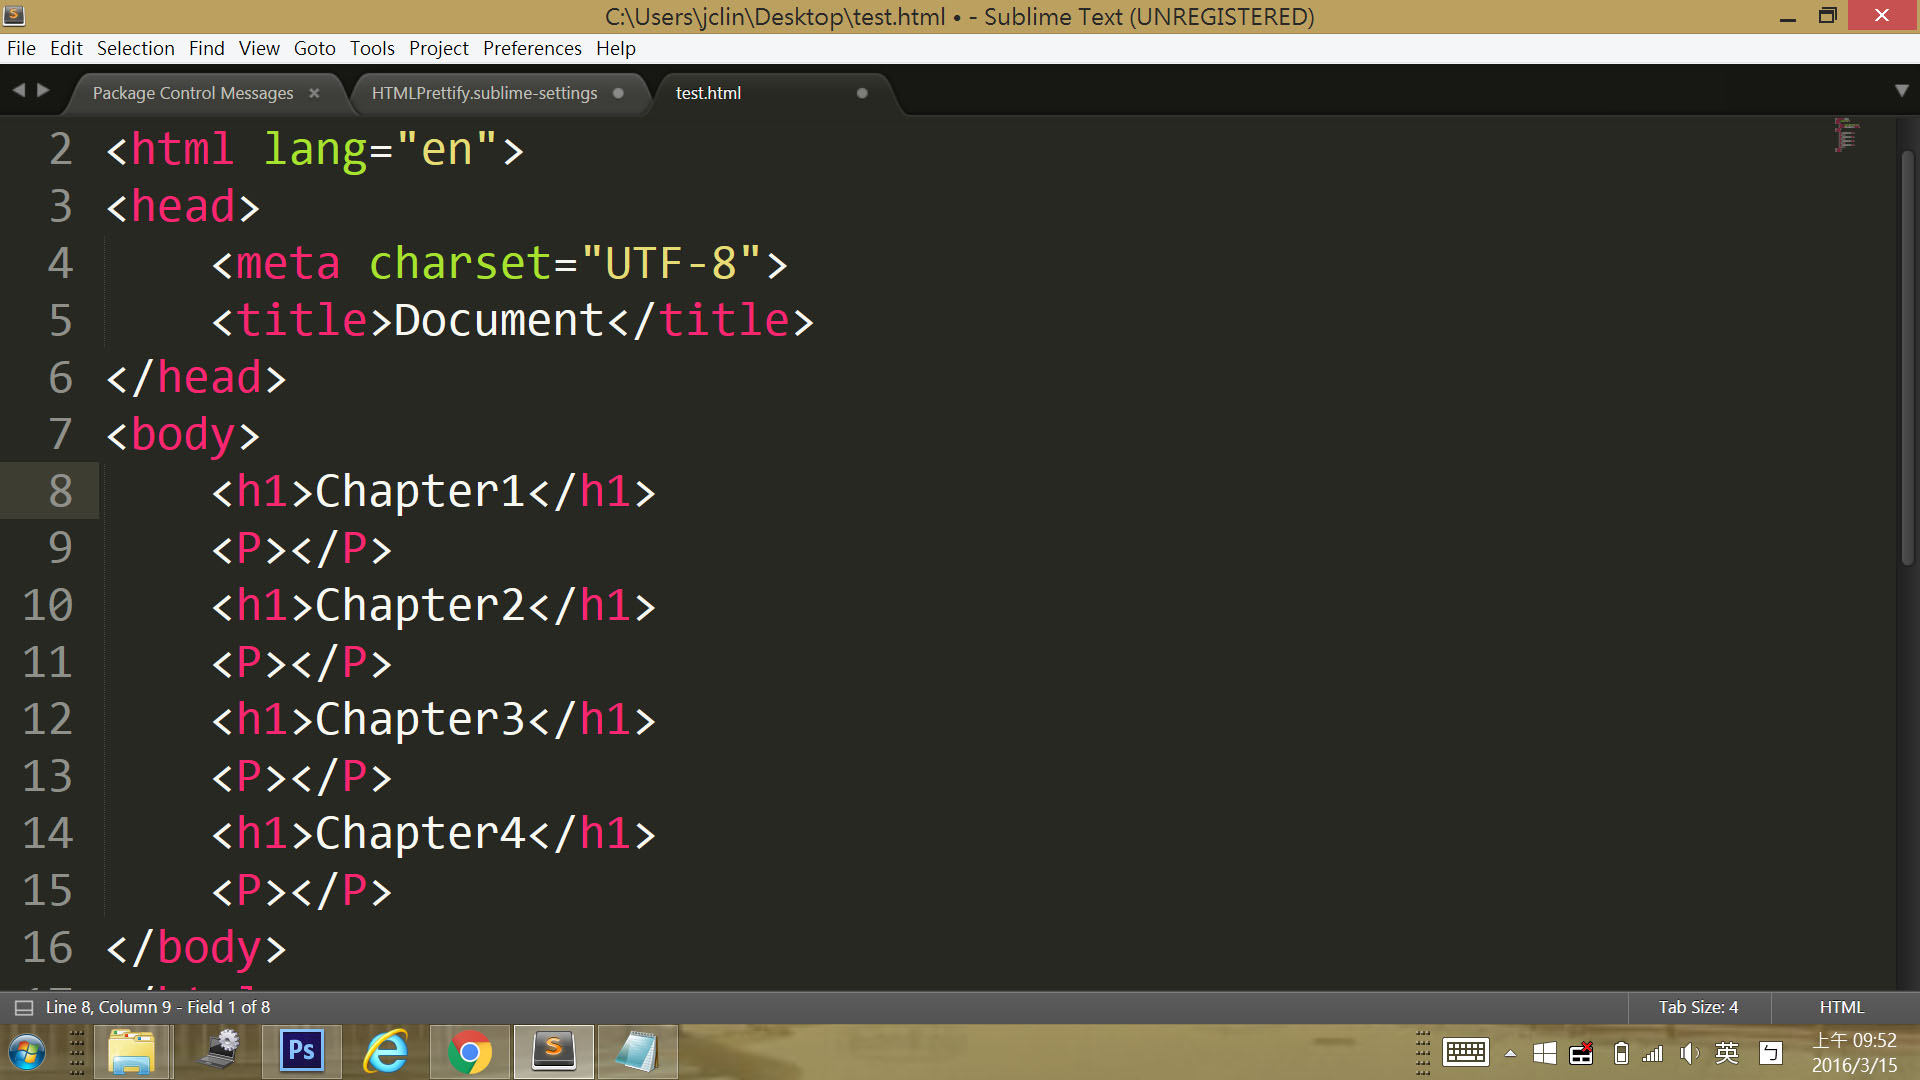 C:\Users\jclin\Desktop\test.html • - Sublime Text (UNREGISTERED)
File Edit Selection Find View Goto Tools Project Preferences Help
Package Control Messages × HTMLPrettify.sublime-settings test.html
2 <html lang="en">
3 <head>
4 <meta charset="UTF-8">
5 <title>Document</title>
6 </head>
7 <body>
8 <h1>Chapter1</h1>
9 <P></P>
10 <h1>Chapter2</h1>
11 <P></P>
12 <h1>Chapter3</h1>
13 <P></P>
14 <h1>Chapter4</h1>
15 <P></P>
16 </body>
Line 8, Column 9 - Field 1 of 8 Tab Size: 4 HTML
Ps S 英 ㄅ 上午 09:52
2016/3/15